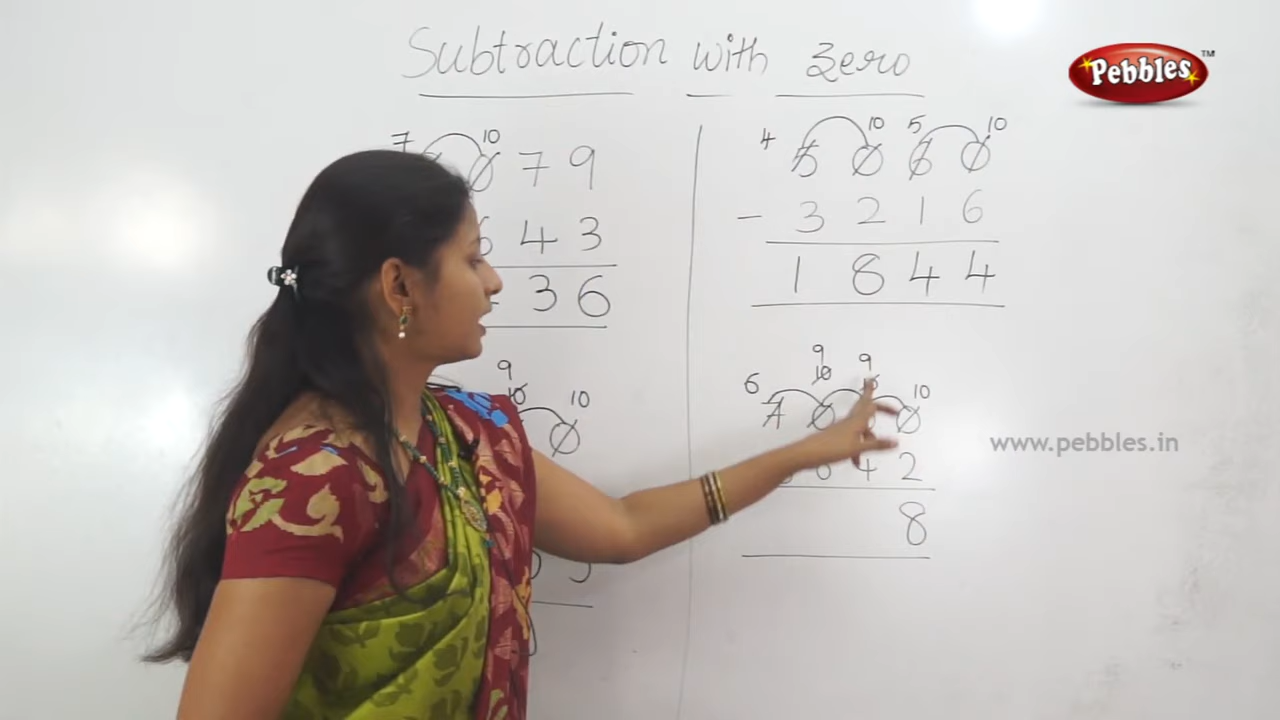 Subtraction with zero
Pebbles™
7 10
0 7 9
6 4 3
3 6
4 10 5 10
5 0 6 0
- 3 2 1 6
1 8 4 4
9
10 10
0
6 9 9 10
10
7 0 0
6 4 2
8
www.pebbles.in